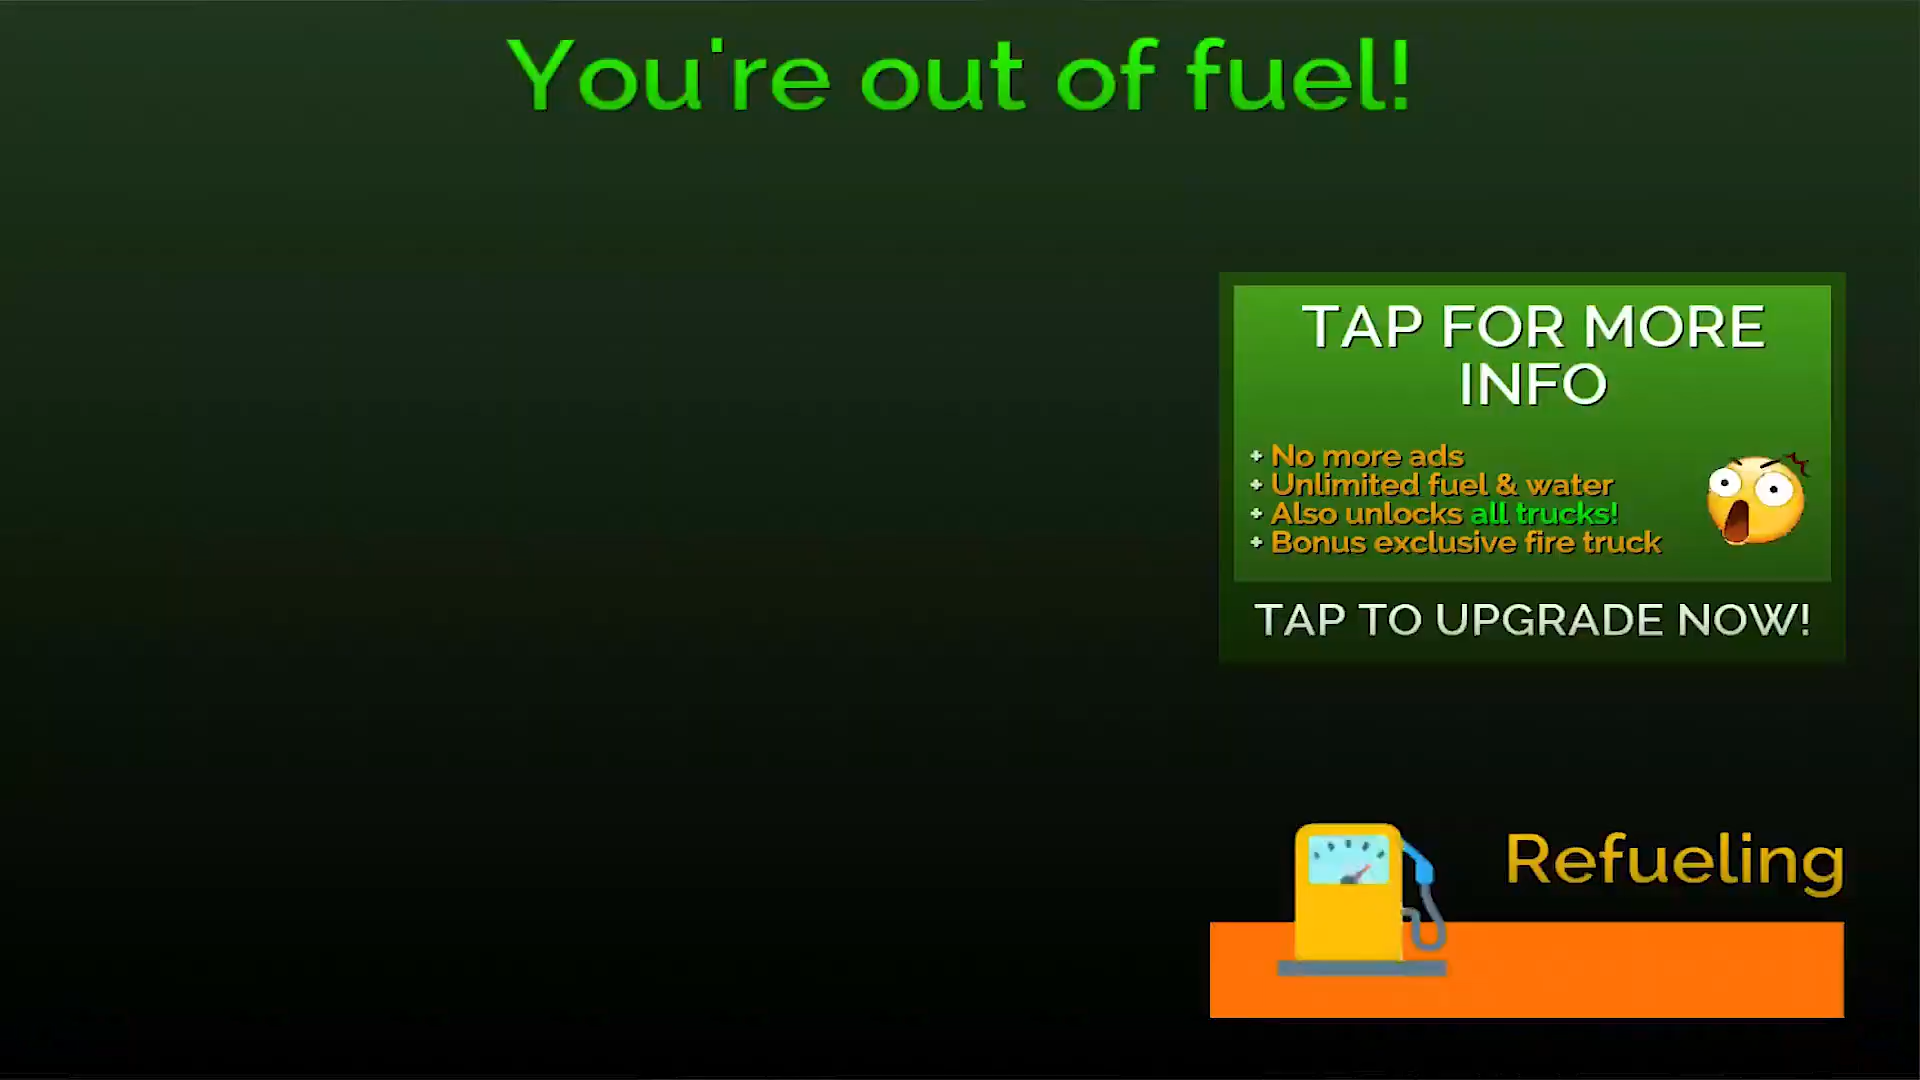 You're out of fuel!
TAP FOR MORE
INFO
+ No more ads
+ Unlimited fuel & water
+ Also unlocks all trucks!
+ Bonus exclusive fire truck
TAP TO UPGRADE NOW!
Refueling